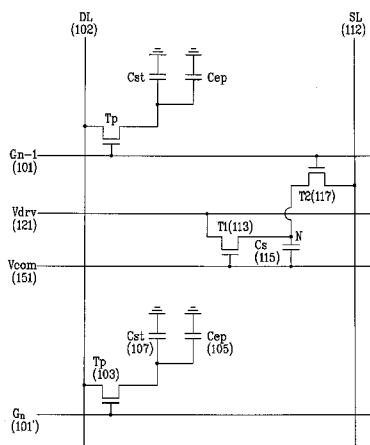 DL
(102)
SL
(112)
Cst
Cep
Tp
Gn-1
(101)
T2(117)
Vdrv
(121)
T1(113)
N
Cs
(115)
Vcom
(151)
Cst
(107)
Cep
(105)
Tp
(103)
Gn
(101')